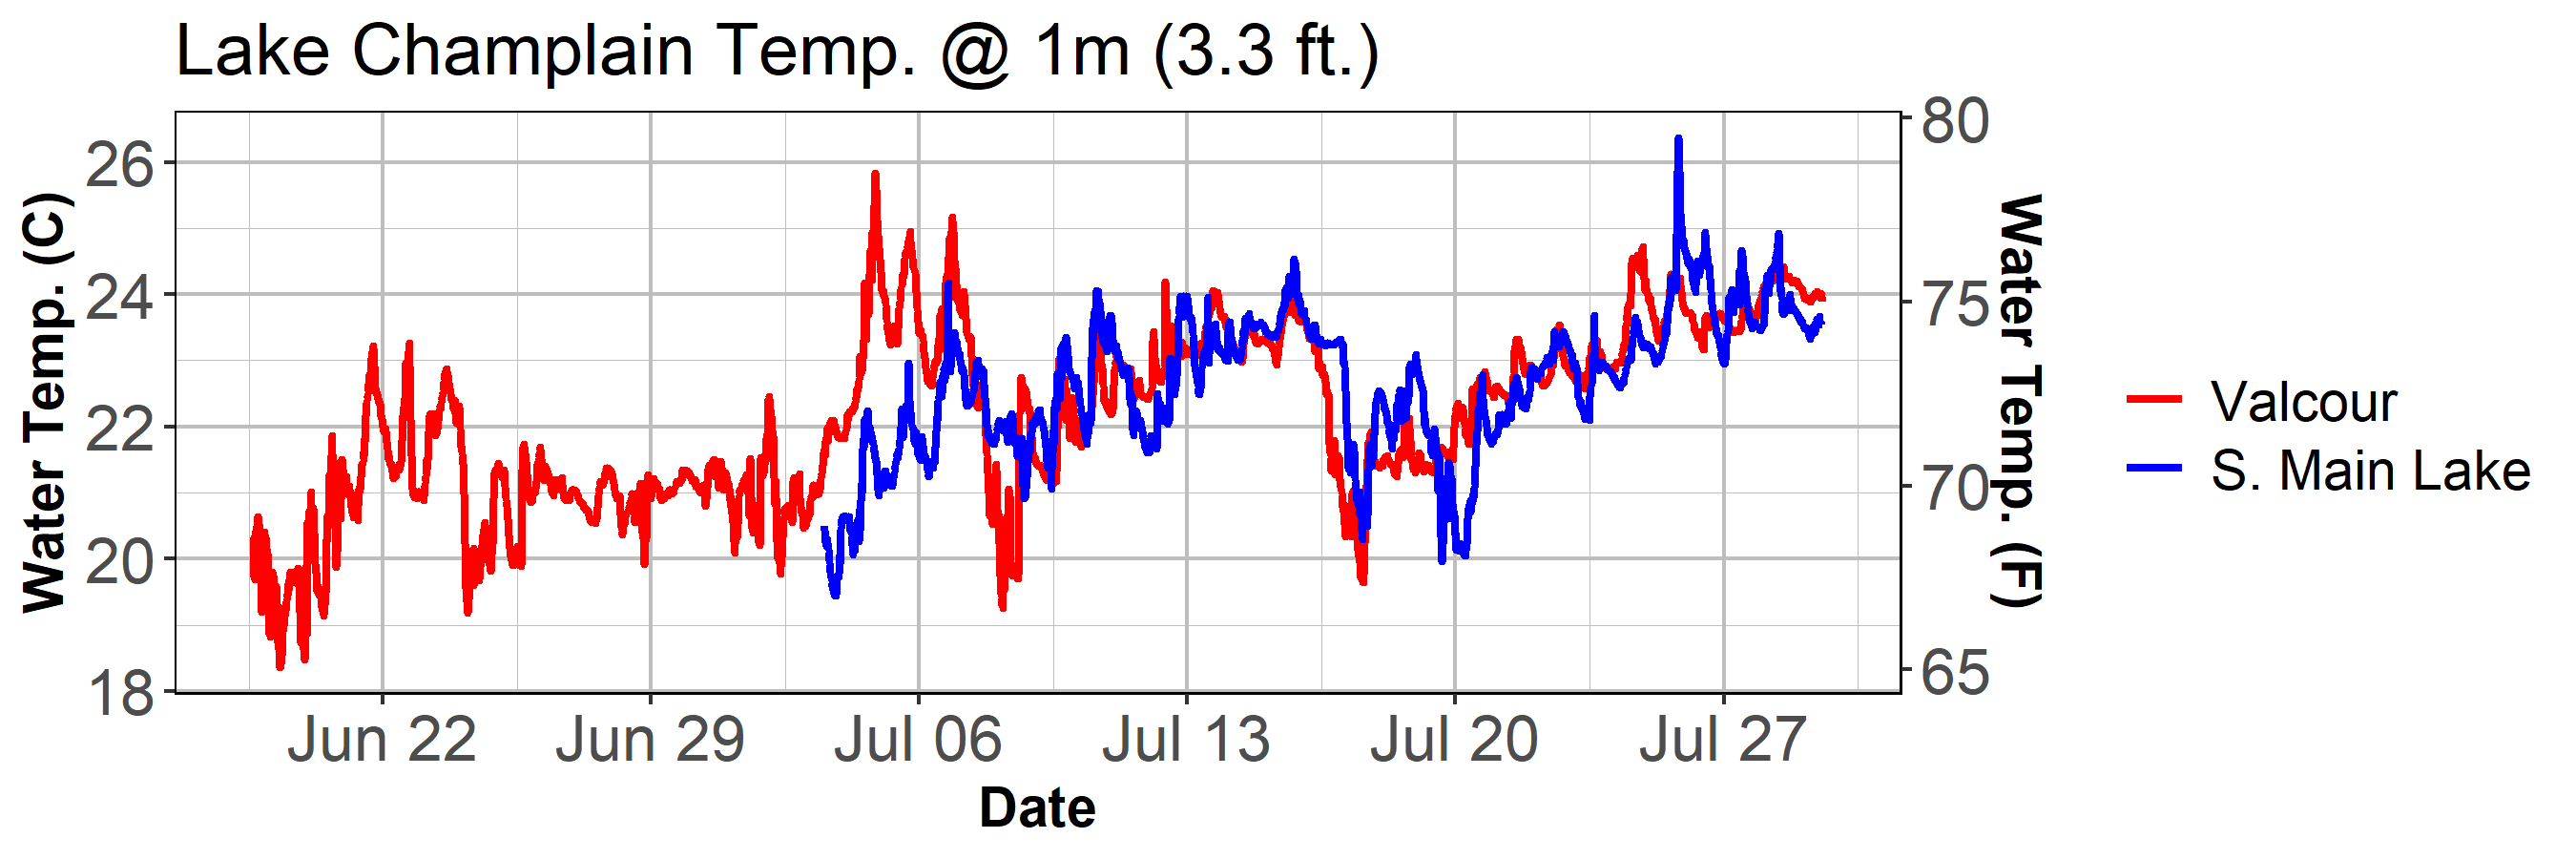 Lake Champlain Temp. @ 1m (3.3 ft.)
Water Temp. (C)
26
24
22
20
18
80
75
70
65
Water Temp. (F)
Jun 22
Jun 29
Jul 06
Jul 13
Jul 20
Jul 27
Date
Valcour
S. Main Lake